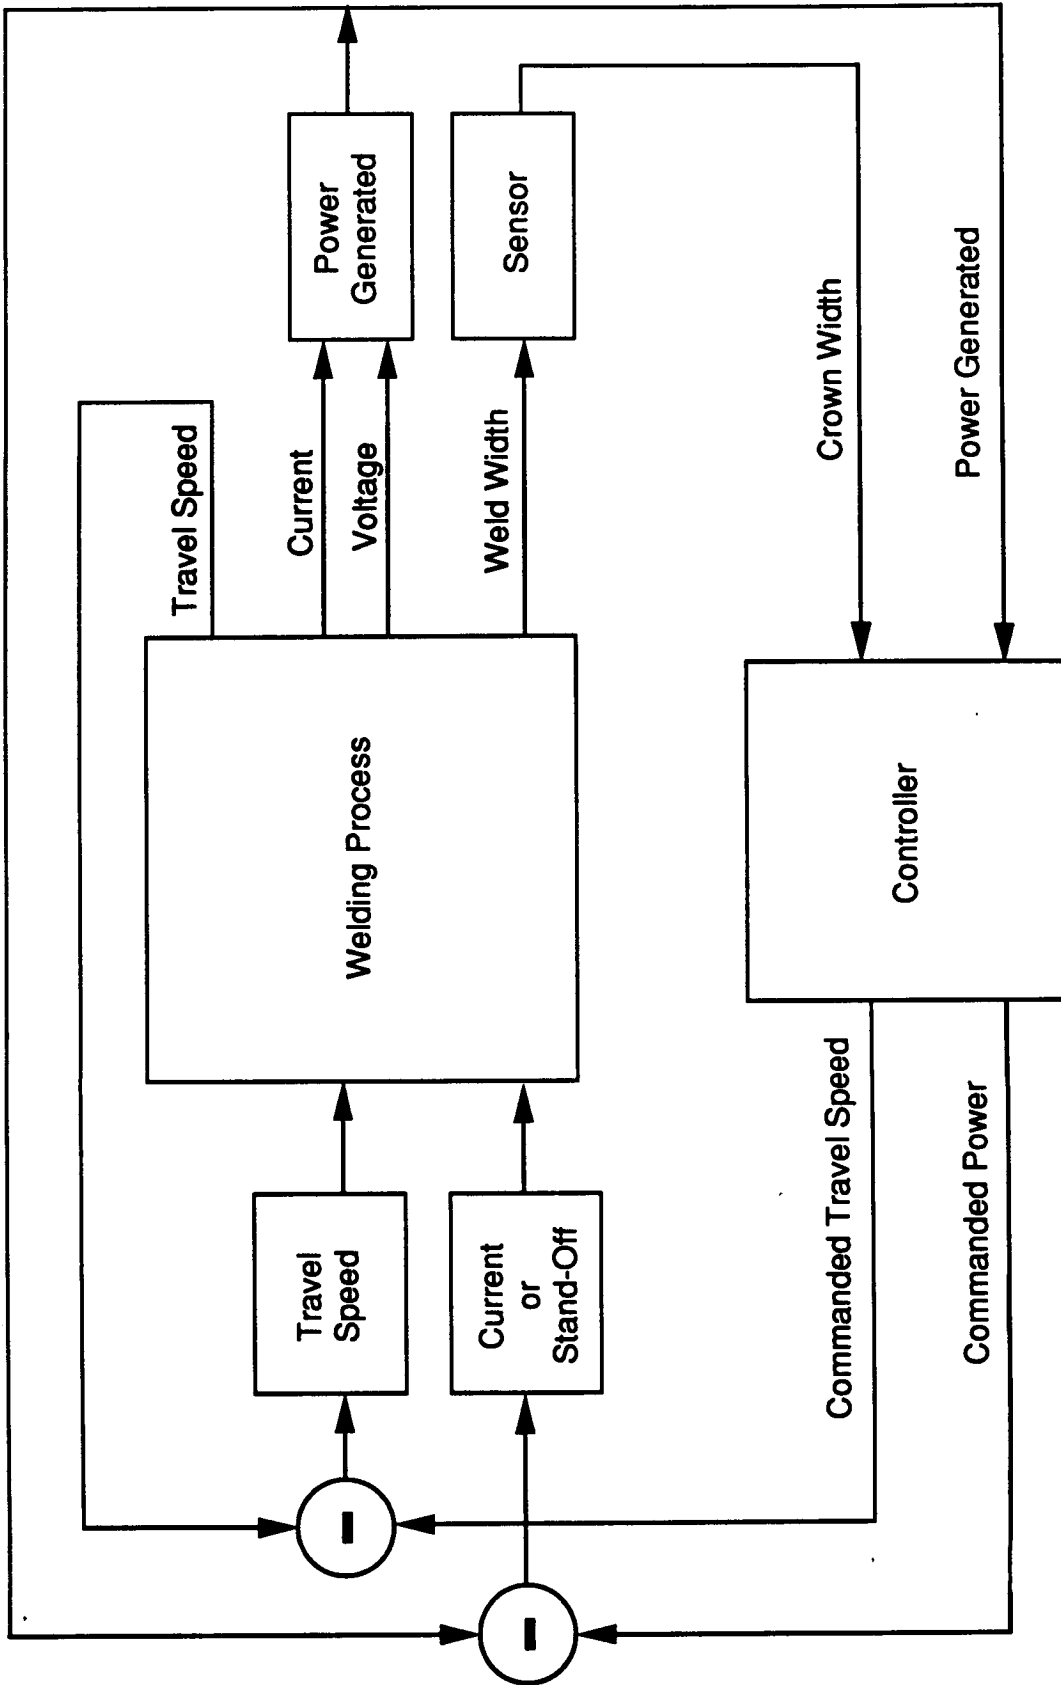 Travel Speed
Current
Voltage
Weld Width
Power
Generated
Sensor
Welding Process
Travel
Speed
Current
or
Stand-Off
Crown Width
Power Generated
Controller
Commanded Travel Speed
Commanded Power